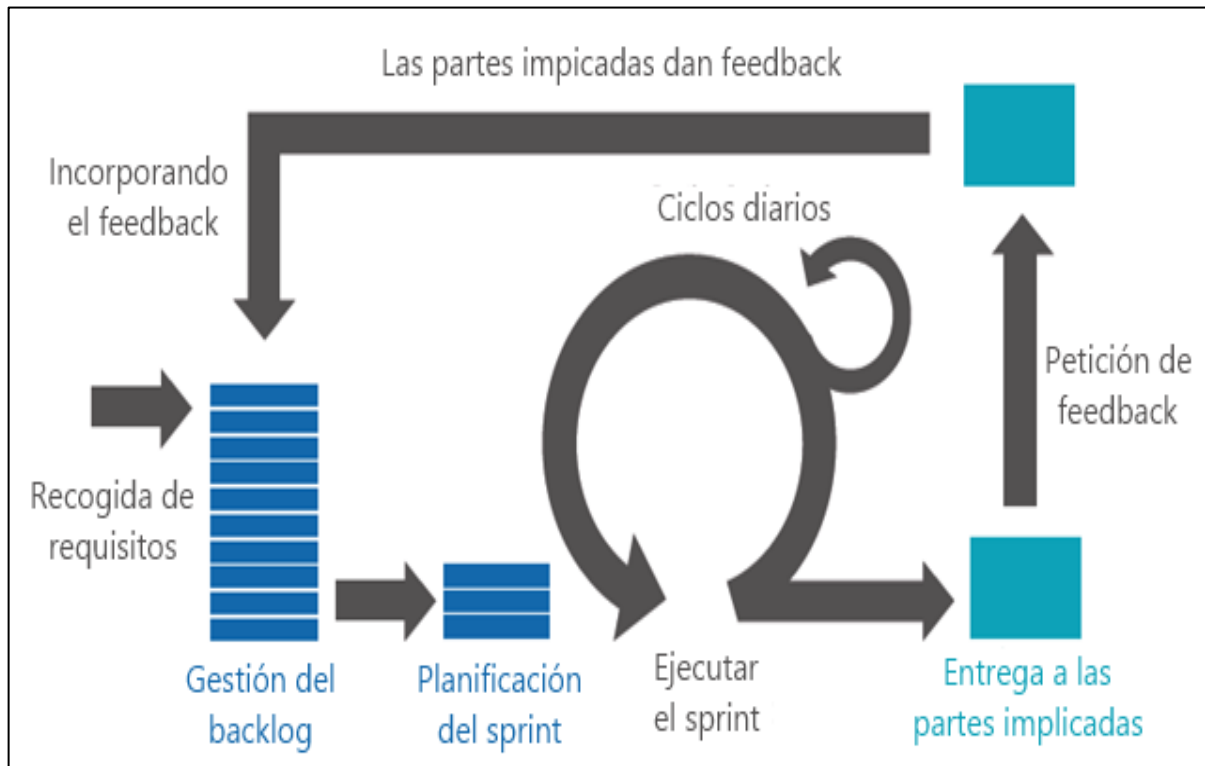 Las partes impicadas dan feedback
Incorporando
el feedback
Ciclos diarios
Petición de
feedback
Recogida de
requisitos
Gestión del
backlog
Planificación
del sprint
Ejecutar
el sprint
Entrega a las
partes implicadas